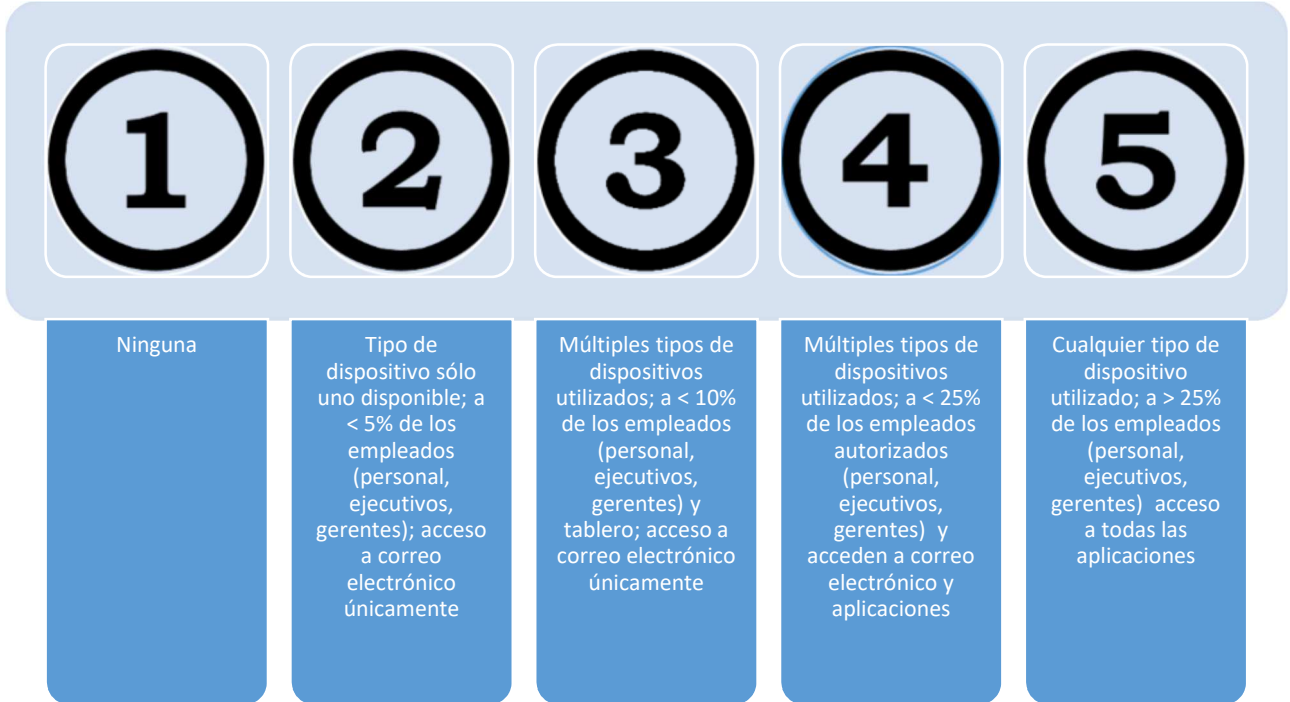 1
2
3
4
5
Ninguna
Tipo de
dispositivo sólo
uno disponible; a
< 5% de los
empleados
(personal,
ejecutivos,
gerentes); acceso
a correo
electrónico
únicamente
Múltiples tipos de
dispositivos
utilizados; a < 10%
de los empleados
(personal,
ejecutivos,
gerentes) y
tablero; acceso a
correo electrónico
únicamente
Múltiples tipos de
dispositivos
utilizados; a < 25%
de los empleados
autorizados
(personal,
ejecutivos,
gerentes) y
acceden a correo
electrónico y
aplicaciones
Cualquier tipo de
dispositivo
utilizado; a > 25%
de los empleados
(personal,
ejecutivos,
gerentes) acceso
a todas las
aplicaciones